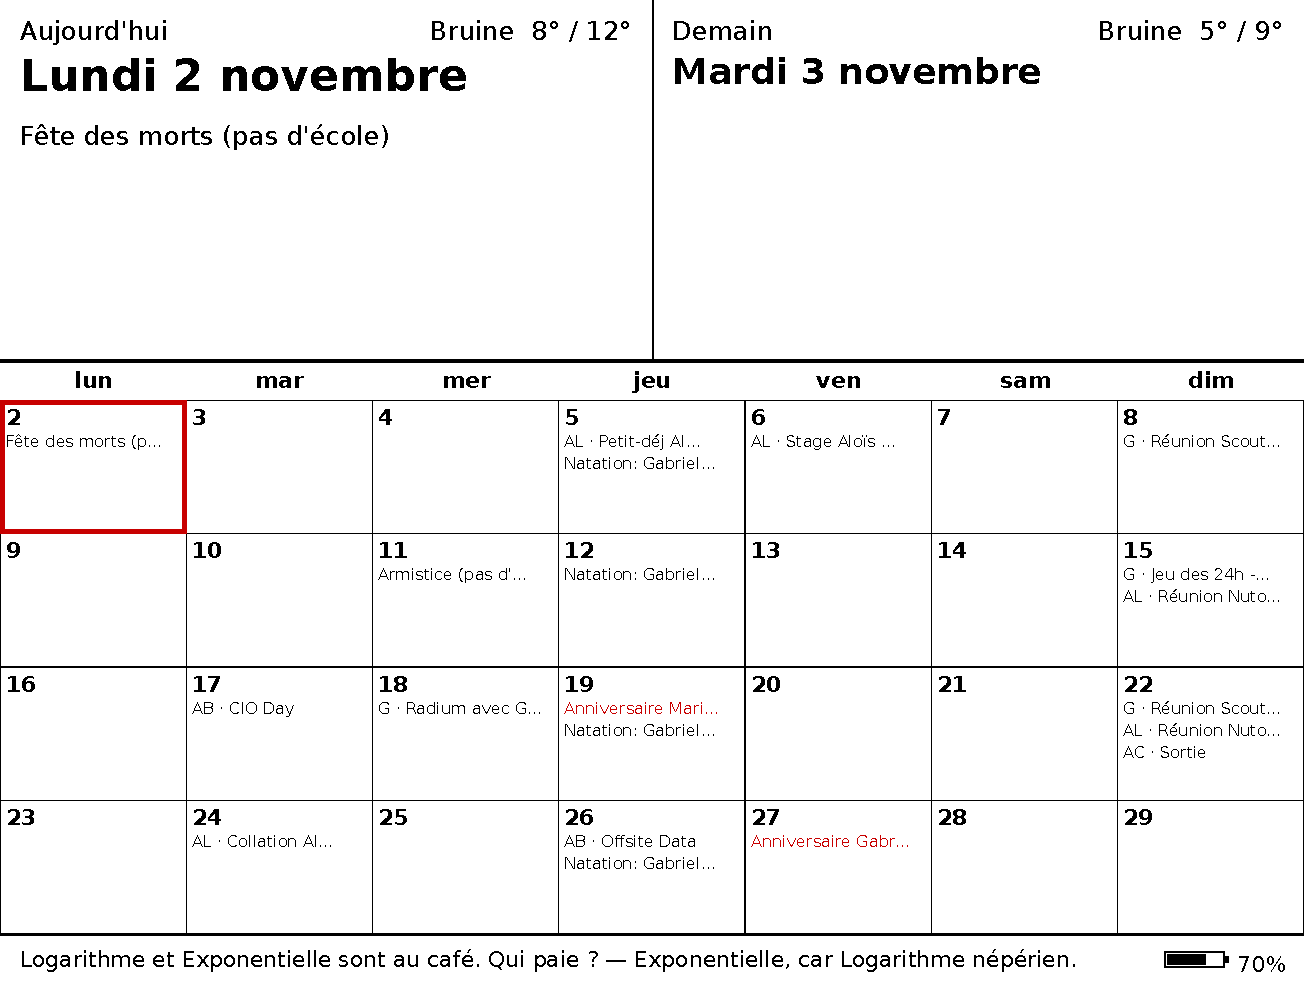 Aujourd'hui
Bruine 8° / 12°
Lundi 2 novembre
Fête des morts (pas d'école)
Demain
Bruine 5° / 9°
Mardi 3 novembre
lun mar mer jeu ven sam dim
2
Fête des morts (p...
3
4
5
AL · Petit-déj Al...
Natation: Gabriel...
6
AL · Stage Aloïs ...
7
8
G · Réunion Scout...
9
10
11
Armistice (pas d'...
12
Natation: Gabriel...
13
14
15
G · Jeu des 24h -...
AL · Réunion Nuto...
16
17
AB · CIO Day
18
G · Radium avec G...
19
Anniversaire Mari...
Natation: Gabriel...
20
21
22
G · Réunion Scout...
AL · Réunion Nuto...
AC · Sortie
23
24
AL · Collation Al...
25
26
AB · Offsite Data
Natation: Gabriel...
27
Anniversaire Gabr...
28
29
Logarithme et Exponentielle sont au café. Qui paie ? — Exponentielle, car Logarithme népérien.
70%